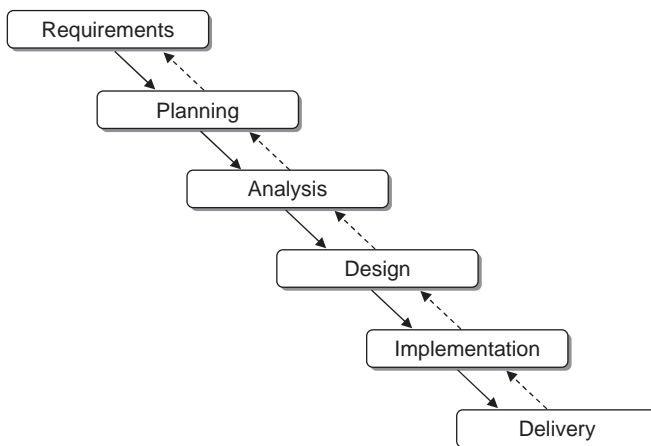 Requirements
Planning
Analysis
Design
Implementation
Delivery